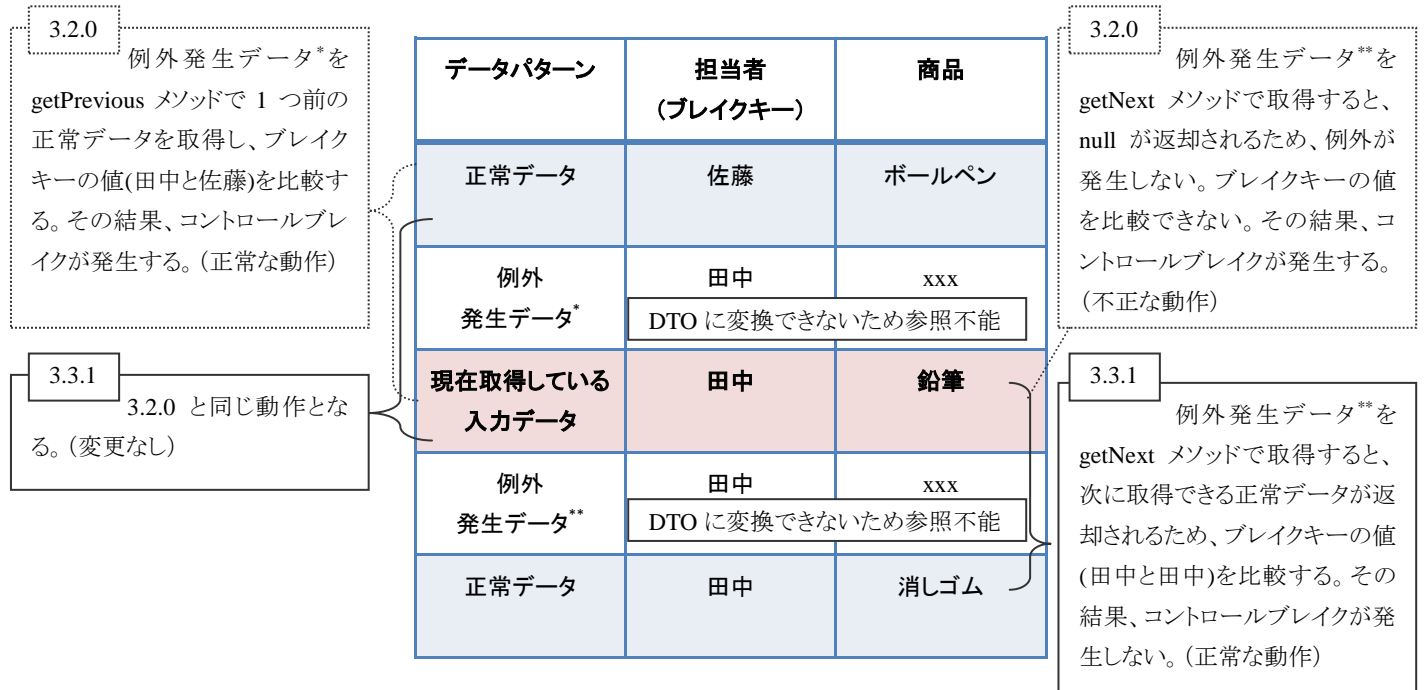 3.2.0
例外発生データ*を
getPrevious メソッドで 1 つ前の
正常データを取得し、ブレイク
キーの値(田中と佐藤)を比較す
る。その結果、コントロールブレ
イクが発生する。（正常な動作）
3.3.1
3.2.0 と同じ動作とな
る。（変更なし）
データパターン 担当者 商品
（ブレイクキー）
正常データ 佐藤 ボールペン
例外 田中 xxx
発生データ* DTO に変換できないため参照不能
現在取得している 田中 鉛筆
入力データ
例外 田中 xxx
発生データ** DTO に変換できないため参照不能
正常データ 田中 消しゴム
3.2.0
例外発生データ**を
getNext メソッドで取得すると、
null が返却されるため、例外が
発生しない。ブレイクキーの値
を比較できない。その結果、コ
ントロールブレイクが発生する。
（不正な動作）
3.3.1
例外発生データ**を
getNext メソッドで取得すると、
次に取得できる正常データが返
却されるため、ブレイクキーの値
(田中と田中)を比較する。その
結果、コントロールブレイクが発
生しない。（正常な動作）